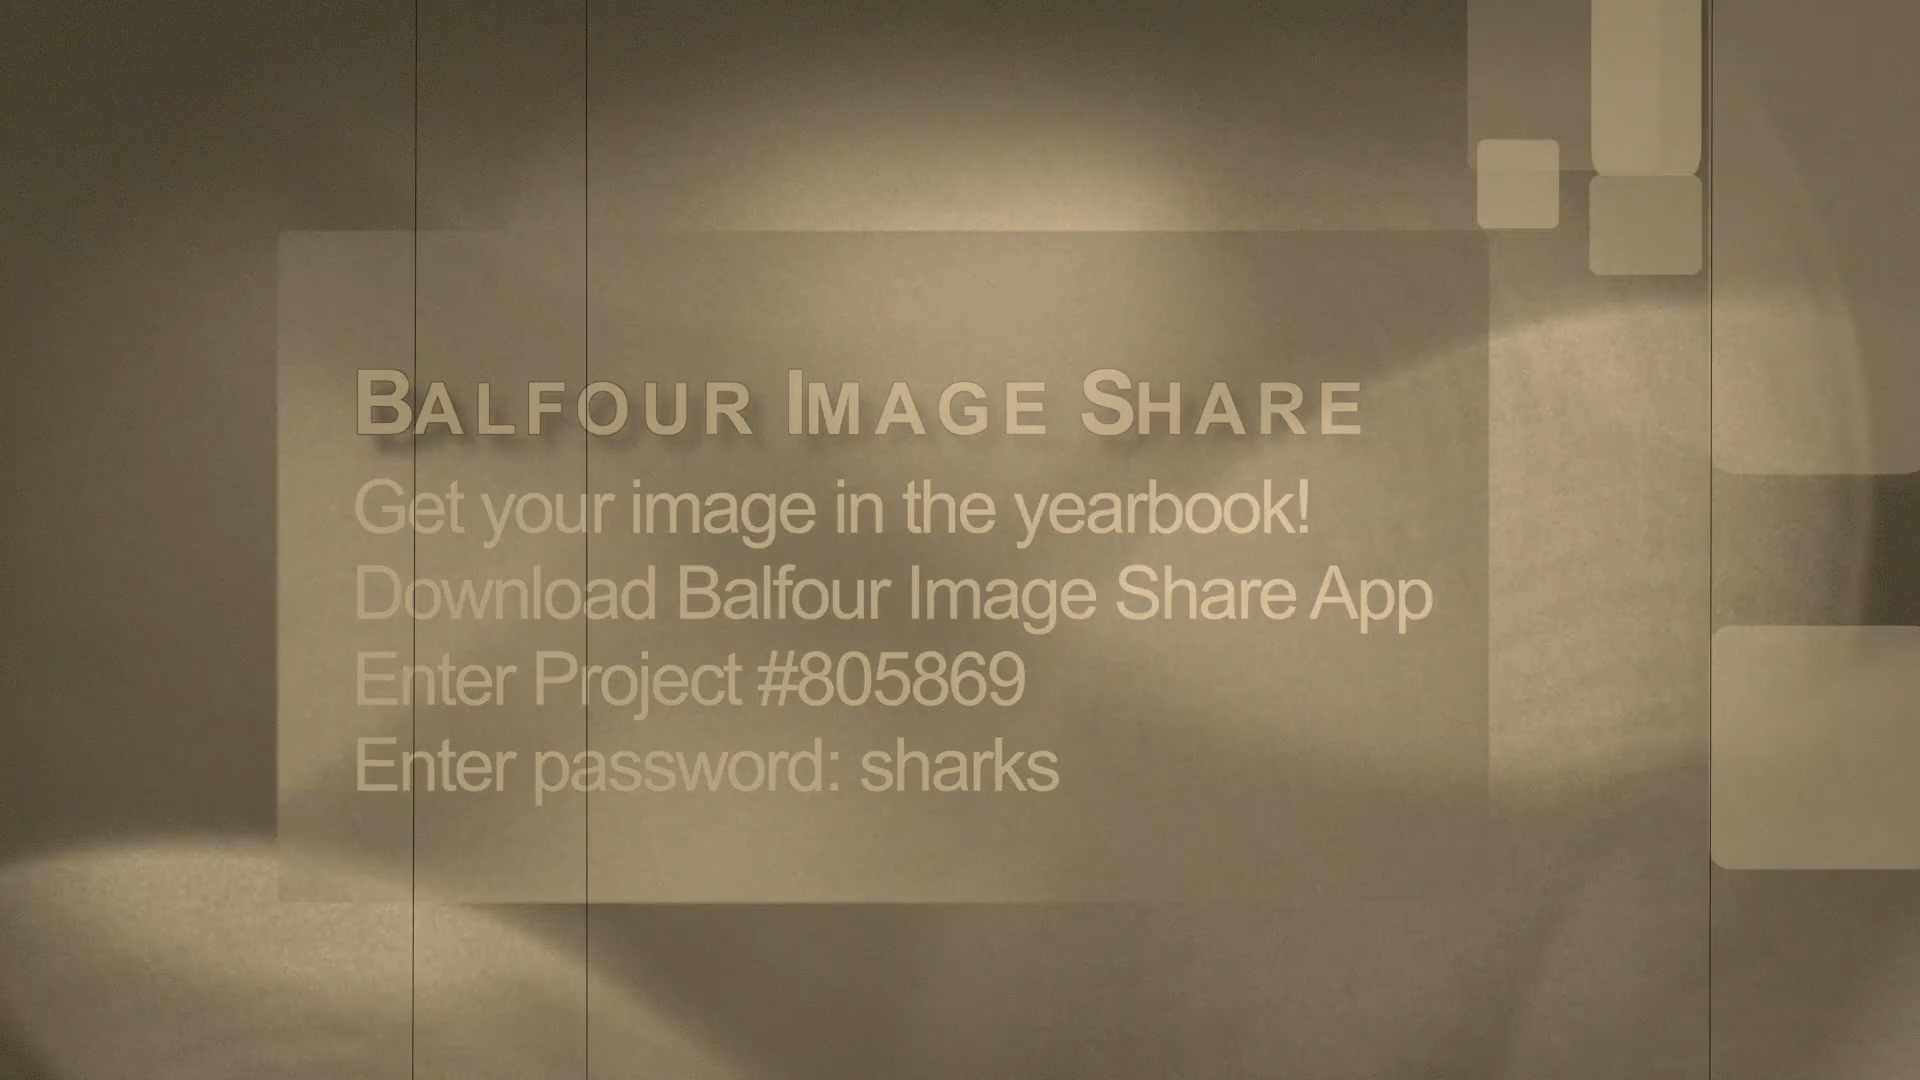 BALFOUR IMAGE SHARE
Get your image in the yearbook!
Download Balfour Image Share App
Enter Project #805869
Enter password: sharks